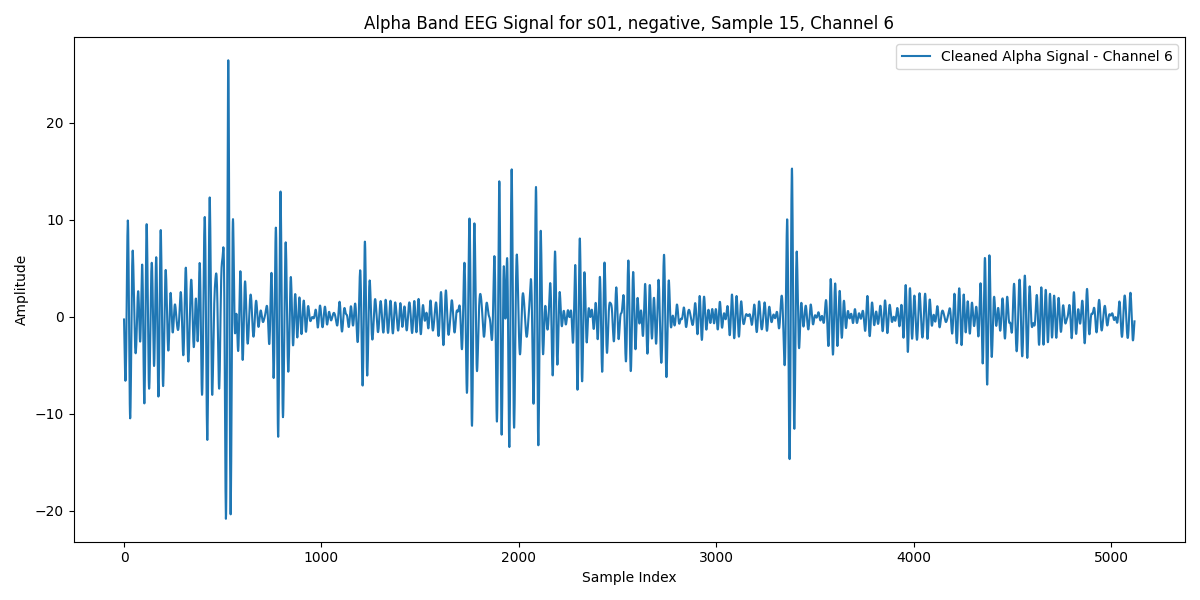 Alpha Band EEG Signal for s01, negative, Sample 15, Channel 6
Cleaned Alpha Signal - Channel 6
Amplitude
20
10
0
−10
−20
0 1000 2000 3000 4000 5000
Sample Index